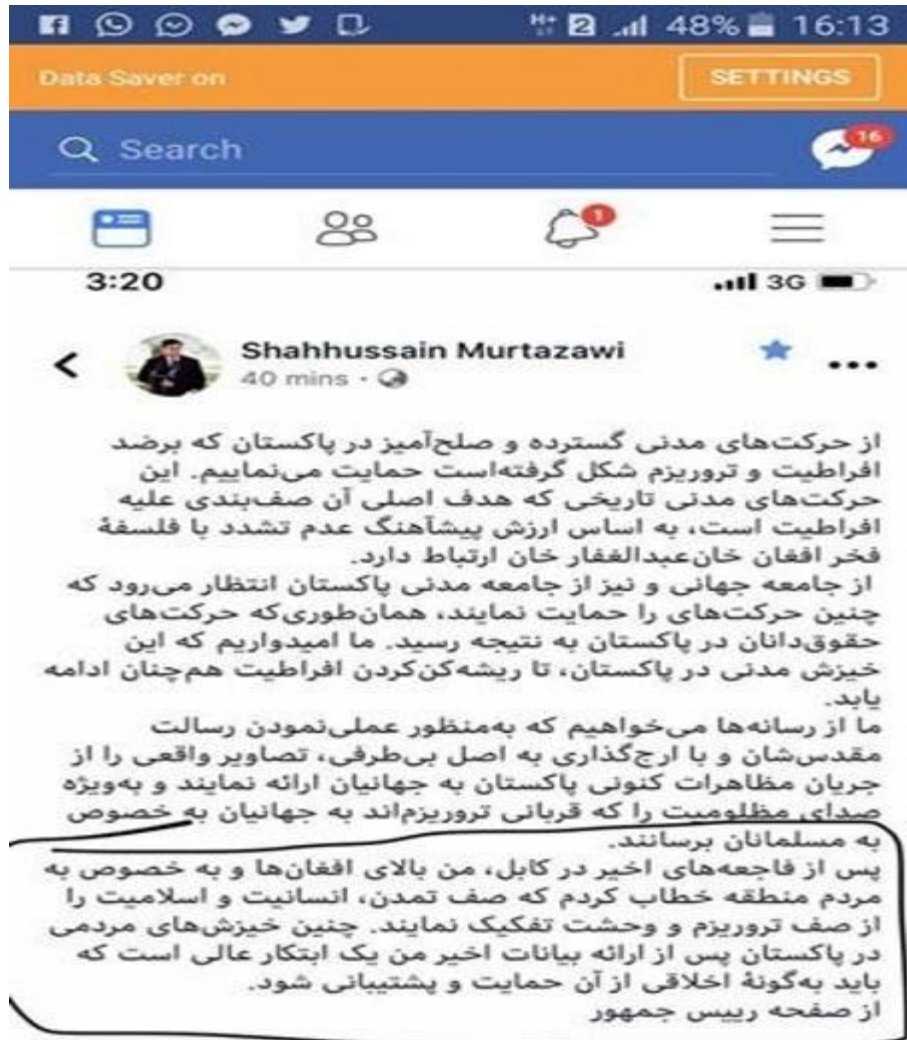 48% 16:13
Data Saver on SETTINGS
Search 16
1
3:20 3G
Shahhussain Murtazawi
40 mins
از حرکت‌های مدنی گسترده و صلح‌آمیز در پاکستان که برضد
افراطیت و تروریزم شکل گرفته‌است حمایت می‌نماییم. این
حرکت‌های مدنی تاریخی که هدف اصلی آن صف‌بندی علیه
افراطیت است، به اساس ارزش پیشآهنگ عدم تشدد با فلسفهٔ
فخر افغان خان‌عبدالغفار خان ارتباط دارد.
از جامعه جهانی و نیز از جامعه مدنی پاکستان انتظار می‌رود که
چنین حرکت‌های را حمایت نمایند، همان‌طوری‌که حرکت‌های
حقوق‌دانان در پاکستان به نتیجه رسید. ما امیدواریم که این
خیزش مدنی در پاکستان، تا ریشه‌کن‌کردن افراطیت هم‌چنان ادامه
یابد.
ما از رسانه‌ها می‌خواهیم که به‌منظور عملی‌نمودن رسالت
مقدس‌شان و با ارج‌گذاری به اصل بی‌طرفی، تصاویر واقعی را از
جریان مظاهرات کنونی پاکستان به جهانیان ارائه نمایند و به‌ویژه
صدای مظلومیت را که قربانی تروریزم‌اند به جهانیان به خصوص
به مسلمانان برسانند.
پس از فاجعه‌های اخیر در کابل، من بالای افغان‌ها و به خصوص به
مردم منطقه خطاب کردم که صف تمدن، انسانیت و اسلامیت را
از صف تروریزم و وحشت تفکیک نمایند. چنین خیزش‌های مردمی
در پاکستان پس از ارائه بیانات اخیر من یک ابتکار عالی است که
باید به‌گونهٔ اخلاقی از آن حمایت و پشتیبانی شود.
از صفحه رییس جمهور